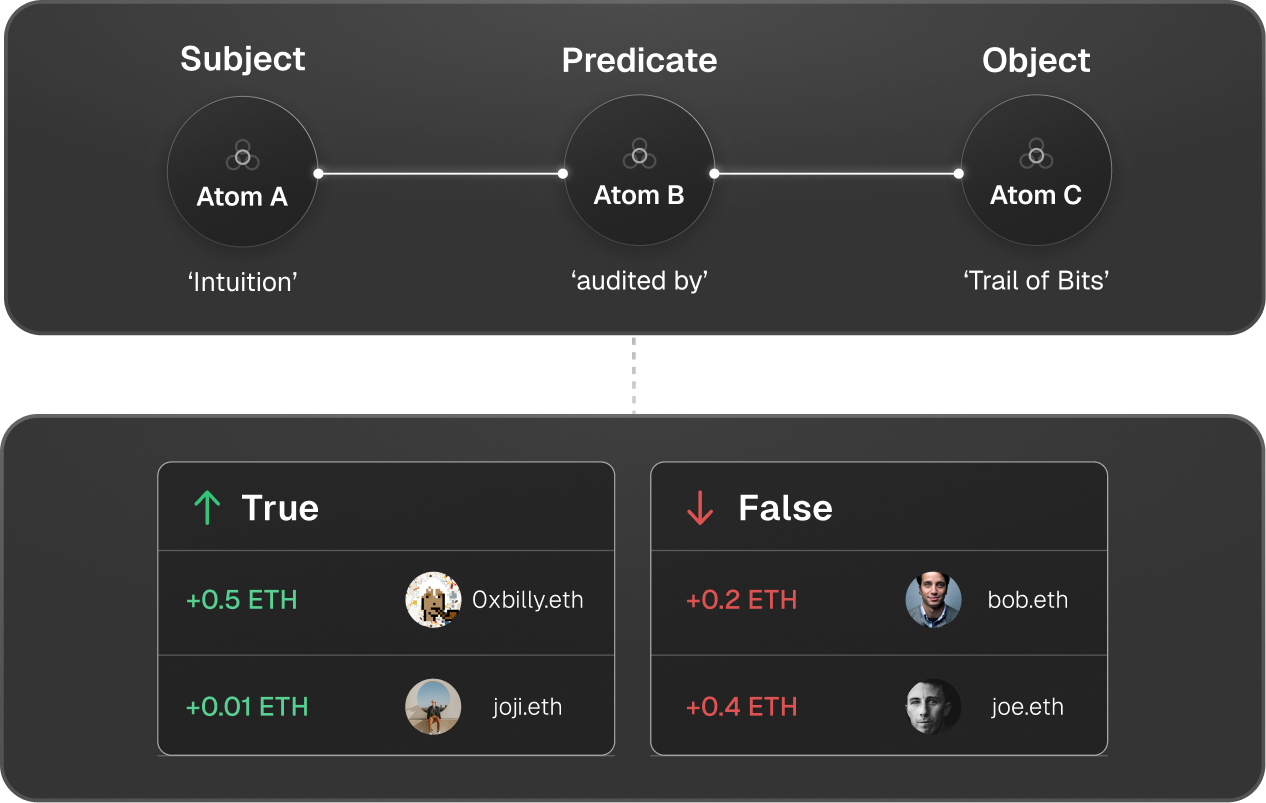 Subject
Predicate
Object
Atom A
Atom B
Atom C
‘Intuition’
‘audited by’
‘Trail of Bits’
True
+0.5 ETH
0xbilly.eth
+0.01 ETH
joji.eth
False
+0.2 ETH
bob.eth
+0.4 ETH
joe.eth